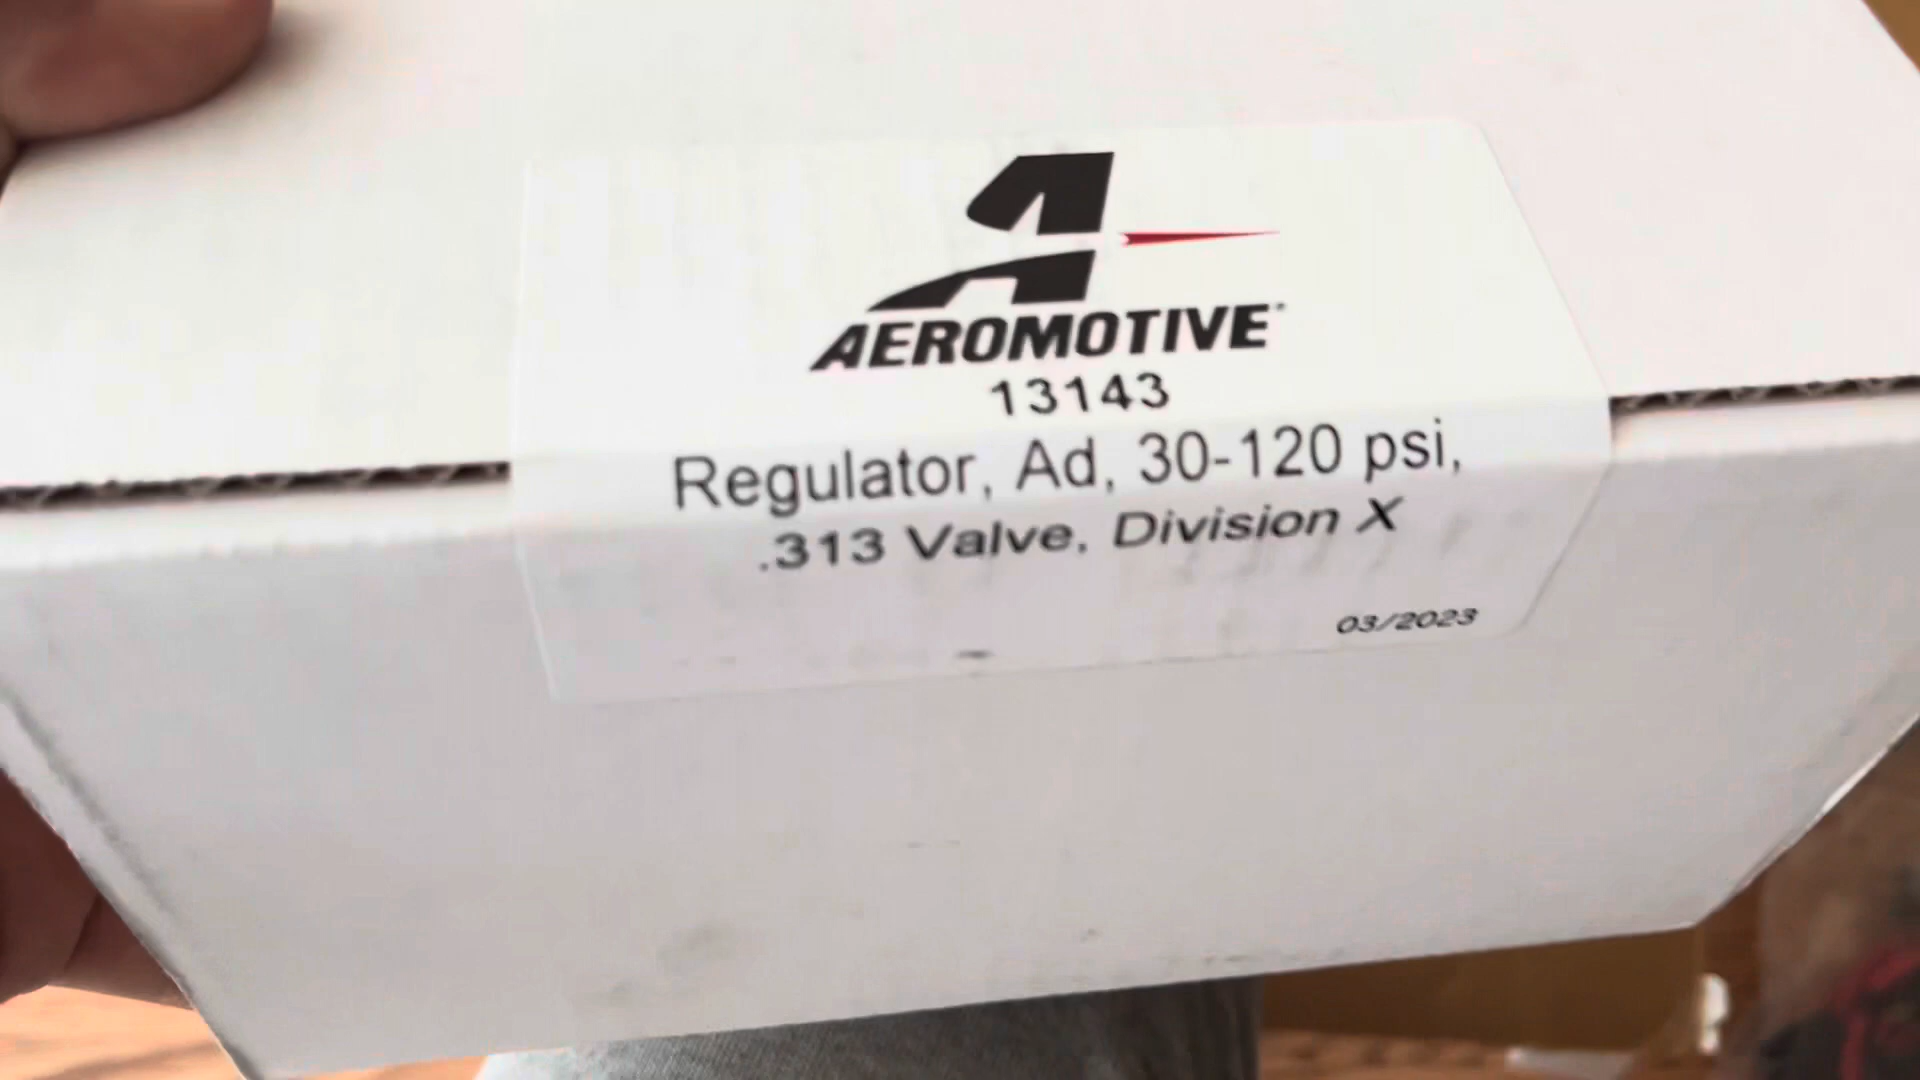 AEROMOTIVE
13143
Regulator, Ad, 30-120 psi,
.313 Valve, Division X
03/2023